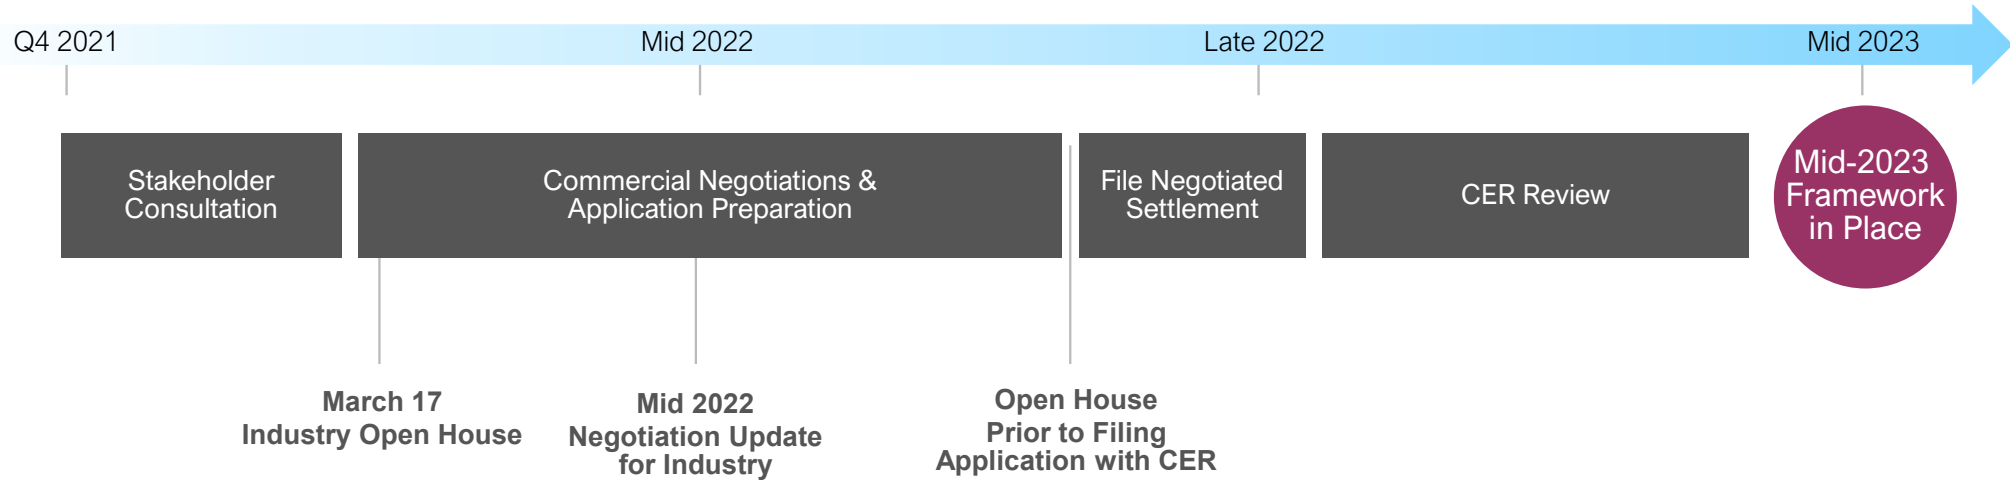 Q4 2021
Mid 2022
Late 2022
Mid 2023
Stakeholder
Consultation
Commercial Negotiations &
Application Preparation
File Negotiated
Settlement
CER Review
Mid-2023
Framework
in Place
March 17
Industry Open House
Mid 2022
Negotiation Update
for Industry
Open House
Prior to Filing
Application with CER